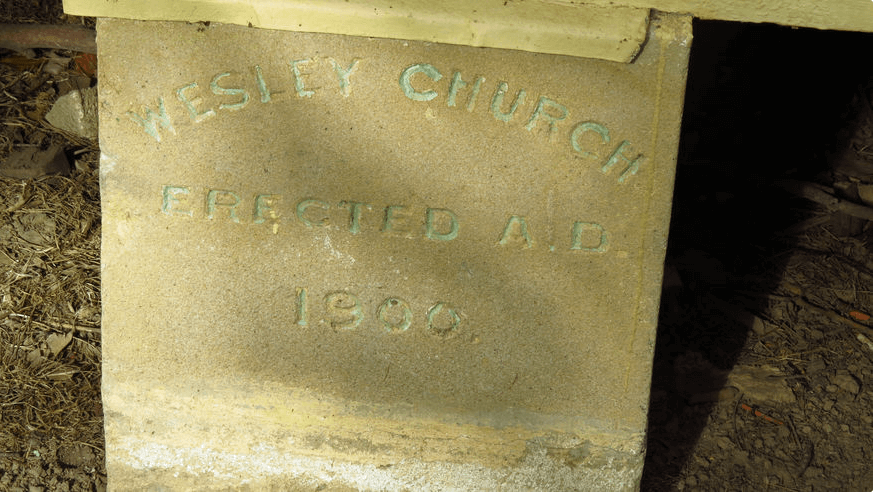 WESLEY CHURCH
ERECTED A.D.
1900.